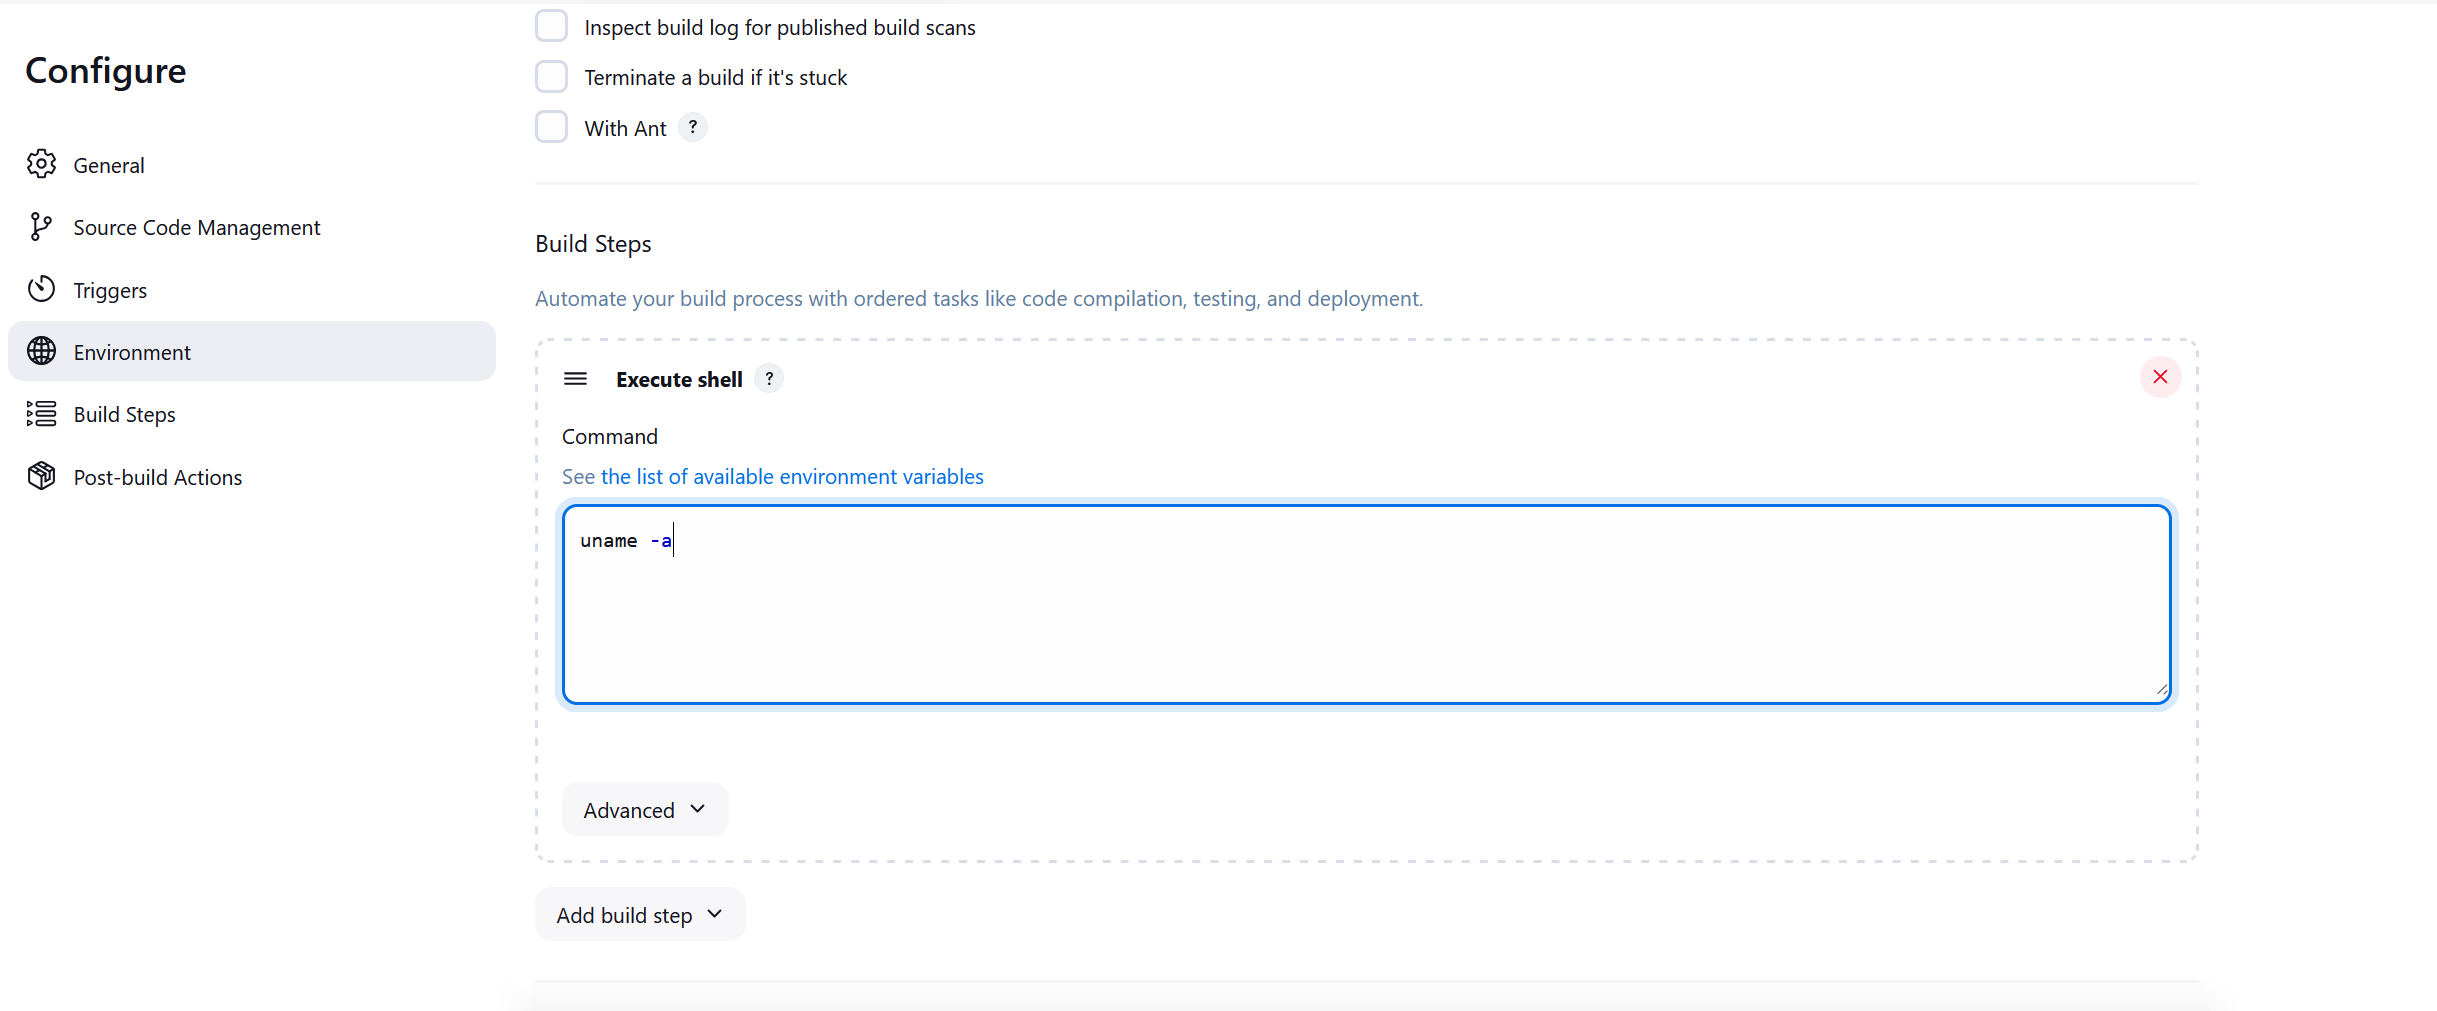 Configure
General
Source Code Management
Triggers
Environment
Build Steps
Post-build Actions
Inspect build log for published build scans
Terminate a build if it's stuck
With Ant ?
Build Steps
Automate your build process with ordered tasks like code compilation, testing, and deployment.
Execute shell ?
Command
See the list of available environment variables
uname -a
Advanced
Add build step